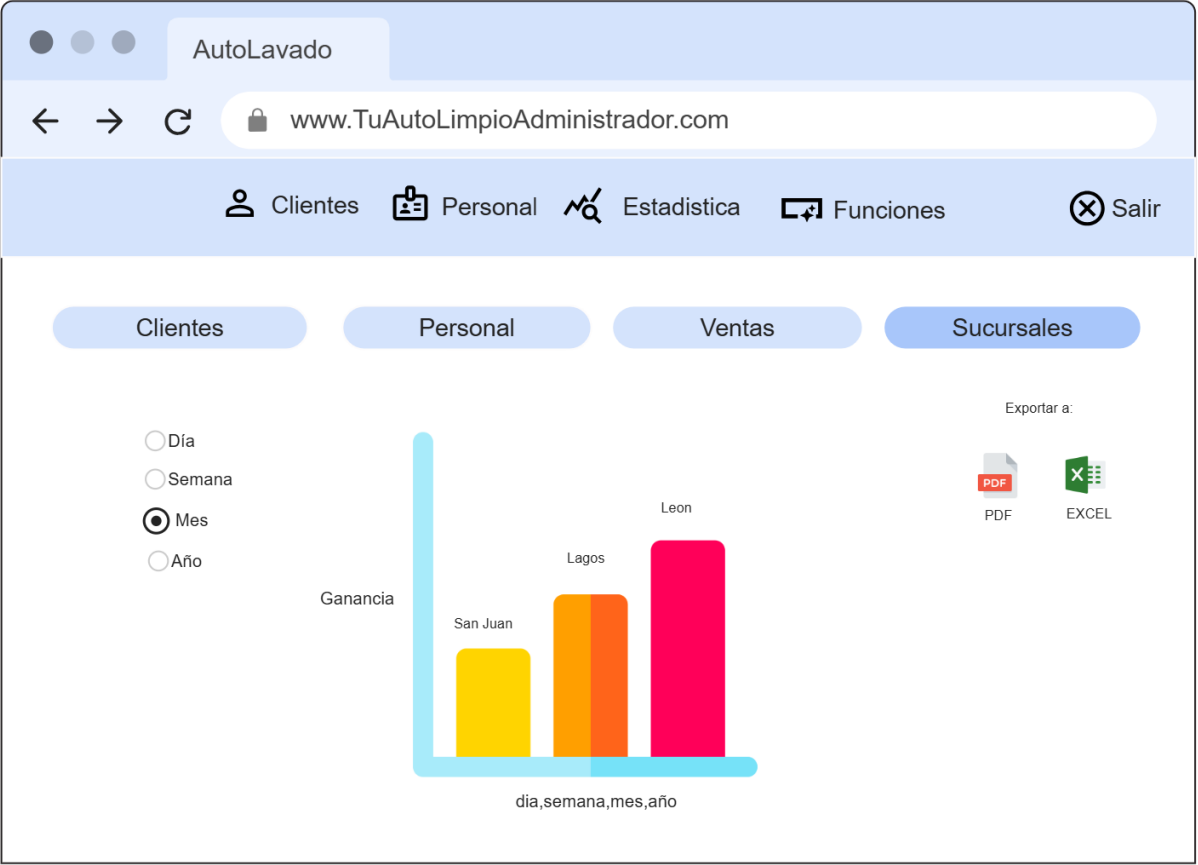 AutoLavado
www.TuAutoLimpioAdministrador.com
Clientes Personal Estadistica Funciones Salir
Clientes Personal Ventas Sucursales
Exportar a:
Día
Semana
Mes
Año
PDF
PDF
X
EXCEL
Ganancia
San Juan
Lagos
Leon
dia,semana,mes,año